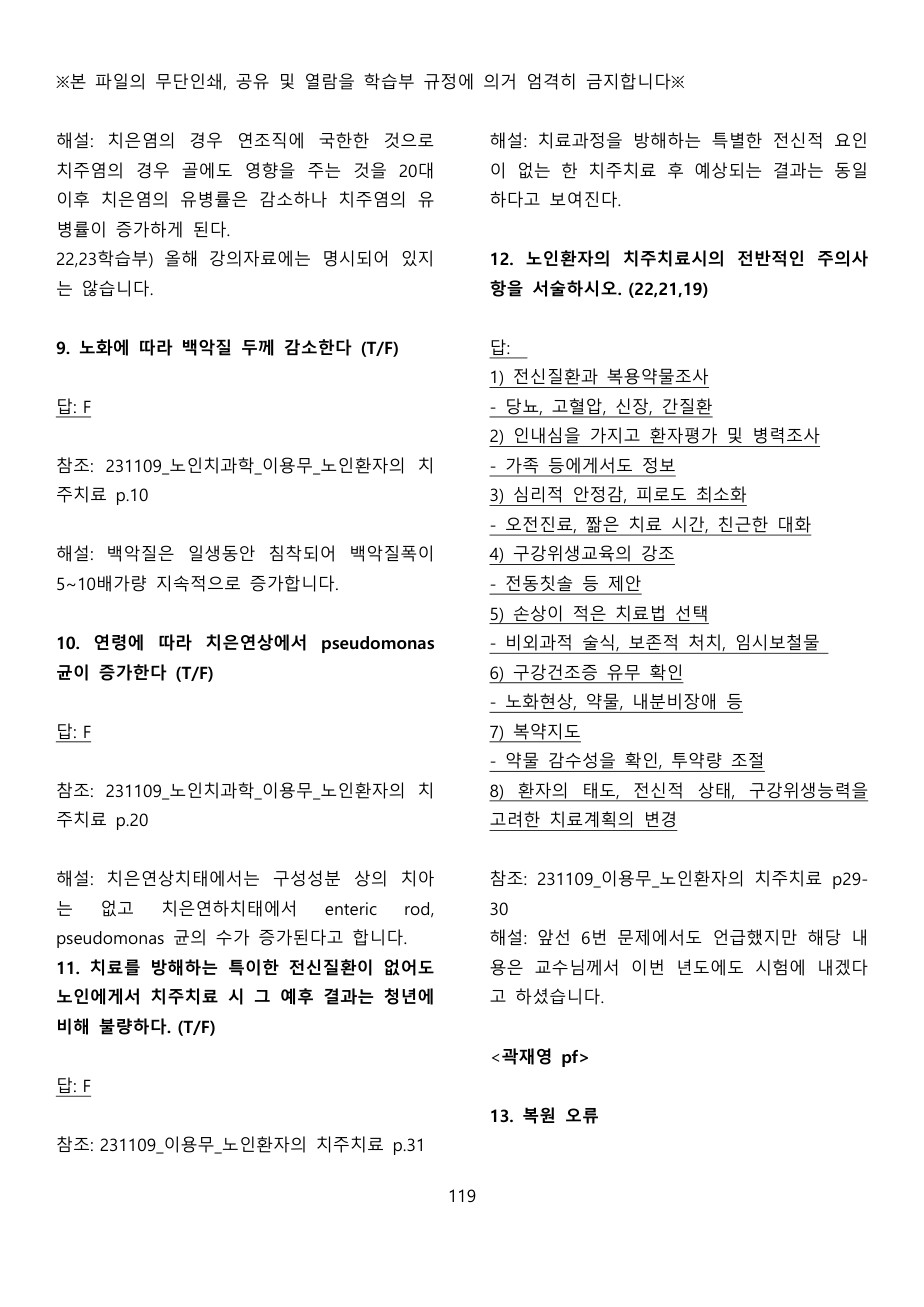 ※본 파일의 무단인쇄, 공유 및 열람을 학습부 규정에 의거 엄격히 금지합니다※
해설: 치은염의 경우 연조직에 국한한 것으로
치주염의 경우 골에도 영향을 주는 것을 20대
이후 치은염의 유병률은 감소하나 치주염의 유
병률이 증가하게 된다.
22,23학습부) 올해 강의자료에는 명시되어 있지
는 않습니다.
9. 노화에 따라 백악질 두께 감소한다 (T/F)
답: F
참조: 231109_노인치과학_이용무_노인환자의 치
주치료 p.10
해설: 백악질은 일생동안 침착되어 백악질폭이
5~10배가량 지속적으로 증가합니다.
10. 연령에 따라 치은연상에서 pseudomonas
균이 증가한다 (T/F)
답: F
참조: 231109_노인치과학_이용무_노인환자의 치
주치료 p.20
해설: 치은연상치태에서는 구성성분 상의 치아
는 없고 치은연하치태에서 enteric rod,
pseudomonas 균의 수가 증가된다고 합니다.
11. 치료를 방해하는 특이한 전신질환이 없어도
노인에게서 치주치료 시 그 예후 결과는 청년에
비해 불량하다. (T/F)
답: F
참조: 231109_이용무_노인환자의 치주치료 p.31
해설: 치료과정을 방해하는 특별한 전신적 요인
이 없는 한 치주치료 후 예상되는 결과는 동일
하다고 보여진다.
12. 노인환자의 치주치료시의 전반적인 주의사
항을 서술하시오. (22,21,19)
답:
1) 전신질환과 복용약물조사
- 당뇨, 고혈압, 신장, 간질환
2) 인내심을 가지고 환자평가 및 병력조사
- 가족 등에게서도 정보
3) 심리적 안정감, 피로도 최소화
- 오전진료, 짧은 치료 시간, 친근한 대화
4) 구강위생교육의 강조
- 전동칫솔 등 제안
5) 손상이 적은 치료법 선택
- 비외과적 술식, 보존적 처치, 임시보철물
6) 구강건조증 유무 확인
- 노화현상, 약물, 내분비장애 등
7) 복약지도
- 약물 감수성을 확인, 투약량 조절
8) 환자의 태도, 전신적 상태, 구강위생능력을
고려한 치료계획의 변경
참조: 231109_이용무_노인환자의 치주치료 p29-
30
해설: 앞선 6번 문제에서도 언급했지만 해당 내
용은 교수님께서 이번 년도에도 시험에 내겠다
고 하셨습니다.
<곽재영 pf>
13. 복원 오류
119